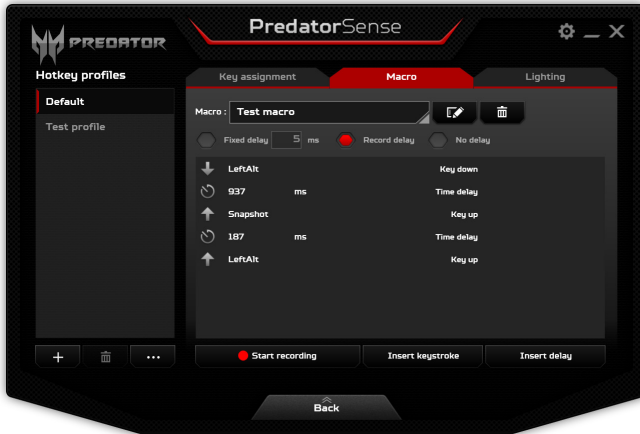 PredatorSense
PREDATOR
Hotkey profiles
Default
Test profile
Key assignment Macro Lighting
Macro : Test macro
Fixed delay 5 ms Record delay No delay
LeftAlt Key down
937 ms Time delay
Snapshot Key up
187 ms Time delay
LeftAlt Key up
+ ... Start recording Insert keystroke Insert delay
Back